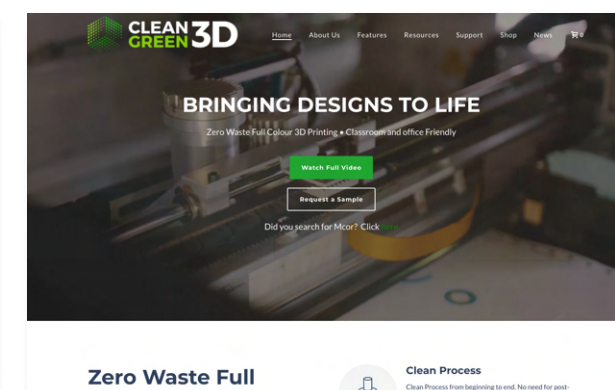 CLEAN
GREEN 3D
Home About Us Features Resources Support Shop News 0
BRINGING DESIGNS TO LIFE
Zero Waste Full Colour 3D Printing • Classroom and office Friendly
Watch Full Video
Request a Sample
Did you search for Mcor? Click here
Zero Waste Full
Clean Process
Clean Process from beginning to end. No need for post-